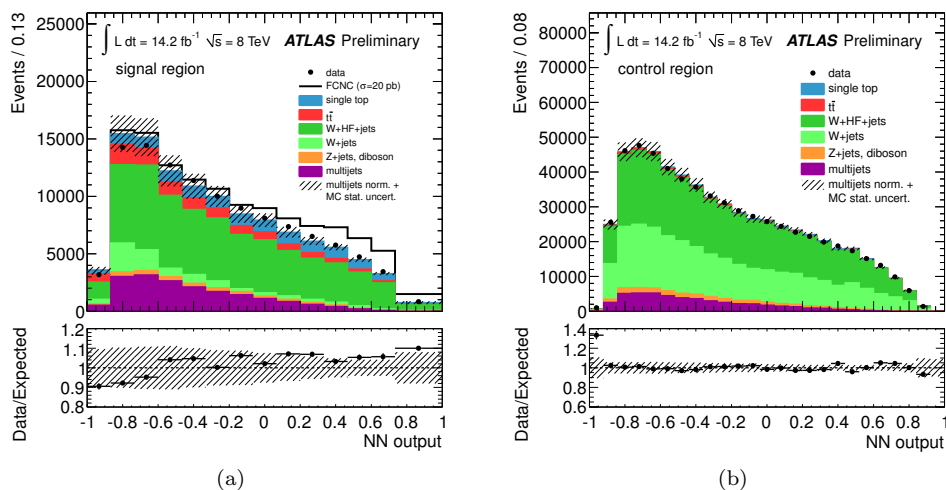 Events / 0.13
25000
20000
15000
10000
5000
0
∫ L dt = 14.2 fb⁻¹ √s = 8 TeV ATLAS Preliminary
signal region
data
FCNC (σ=20 pb)
single top
tt̄
W+HF+jets
W+jets
Z+jets, diboson
multijets
multijets norm. +
MC stat. uncert.
Data/Expected
1.2
1.1
1.0
0.9
0.8
-1 -0.8 -0.6 -0.4 -0.2 0 0.2 0.4 0.6 0.8 1
NN output
(a)
Events / 0.08
80000
70000
60000
50000
40000
30000
20000
10000
0
∫ L dt = 14.2 fb⁻¹ √s = 8 TeV ATLAS Preliminary
control region
data
single top
tt̄
W+HF+jets
W+jets
Z+jets, diboson
multijets
multijets norm. +
MC stat. uncert.
Data/Expected
1.4
1.2
1.0
0.8
0.6
-1 -0.8 -0.6 -0.4 -0.2 0 0.2 0.4 0.6 0.8 1
NN output
(b)